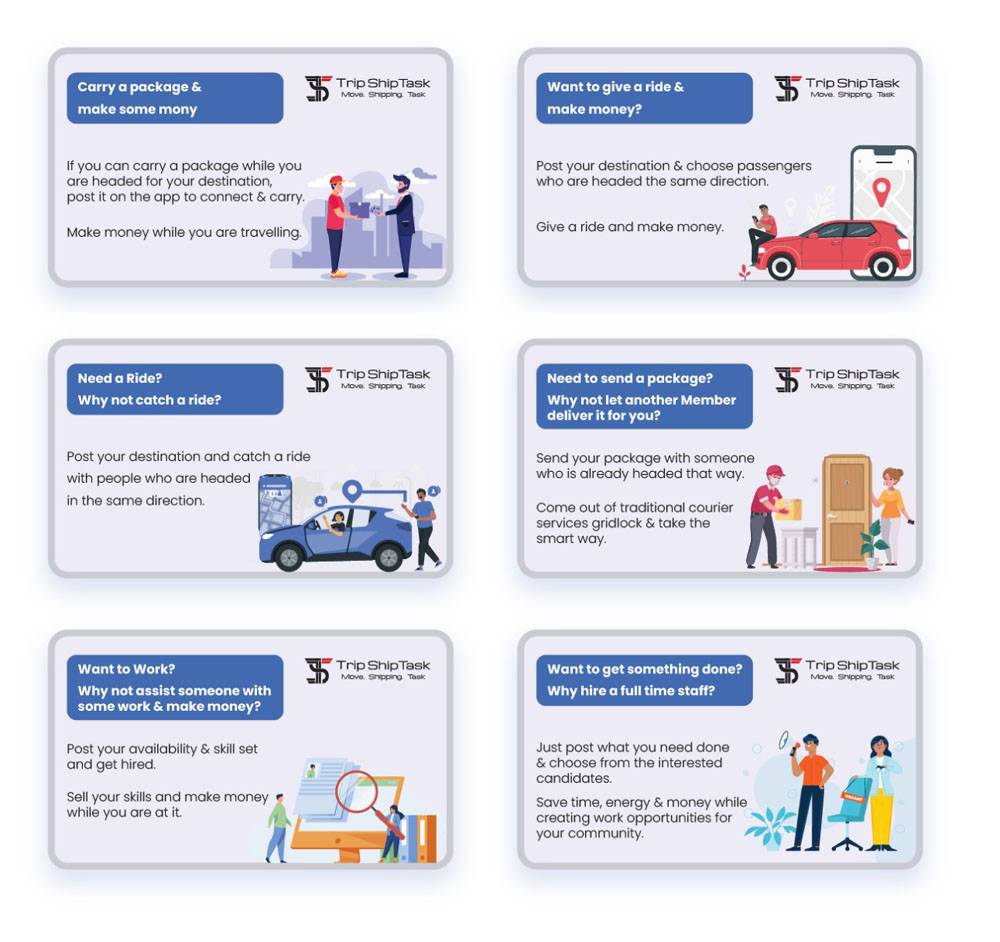 Carry a package &
make some mony
Trip ShipTask
Move. Shipping. Task
If you can carry a package while you
are headed for your destination,
post it on the app to connect & carry.
Make money while you are travelling.
Want to give a ride &
make money?
Trip ShipTask
Move. Shipping. Task
Post your destination & choose passengers
who are headed the same direction.
Give a ride and make money.
Need a Ride?
Why not catch a ride?
Trip ShipTask
Move. Shipping. Task
Post your destination and catch a ride
with people who are headed
in the same direction.
Need to send a package?
Why not let another Member
deliver it for you?
Trip ShipTask
Move. Shipping. Task
Send your package with someone
who is already headed that way.
Come out of traditional courier
services gridlock & take the
smart way.
Want to Work?
Why not assist someone with
some work & make money?
Trip ShipTask
Move. Shipping. Task
Post your availability & skill set
and get hired.
Sell your skills and make money
while you are at it.
Want to get something done?
Why hire a full time staff?
Trip ShipTask
Move. Shipping. Task
Just post what you need done
& choose from the interested
candidates.
Save time, energy & money while
creating work opportunities for
your community.
VACANT